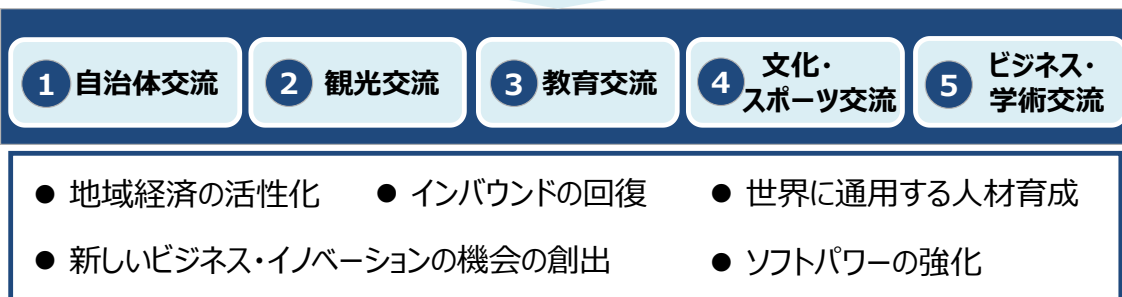 1 自治体交流
2 観光交流
3 教育交流
4 文化・
スポーツ交流
5 ビジネス・
学術交流
● 地域経済の活性化 ● インバウンドの回復 ● 世界に通用する人材育成
● 新しいビジネス・イノベーションの機会の創出 ● ソフトパワーの強化